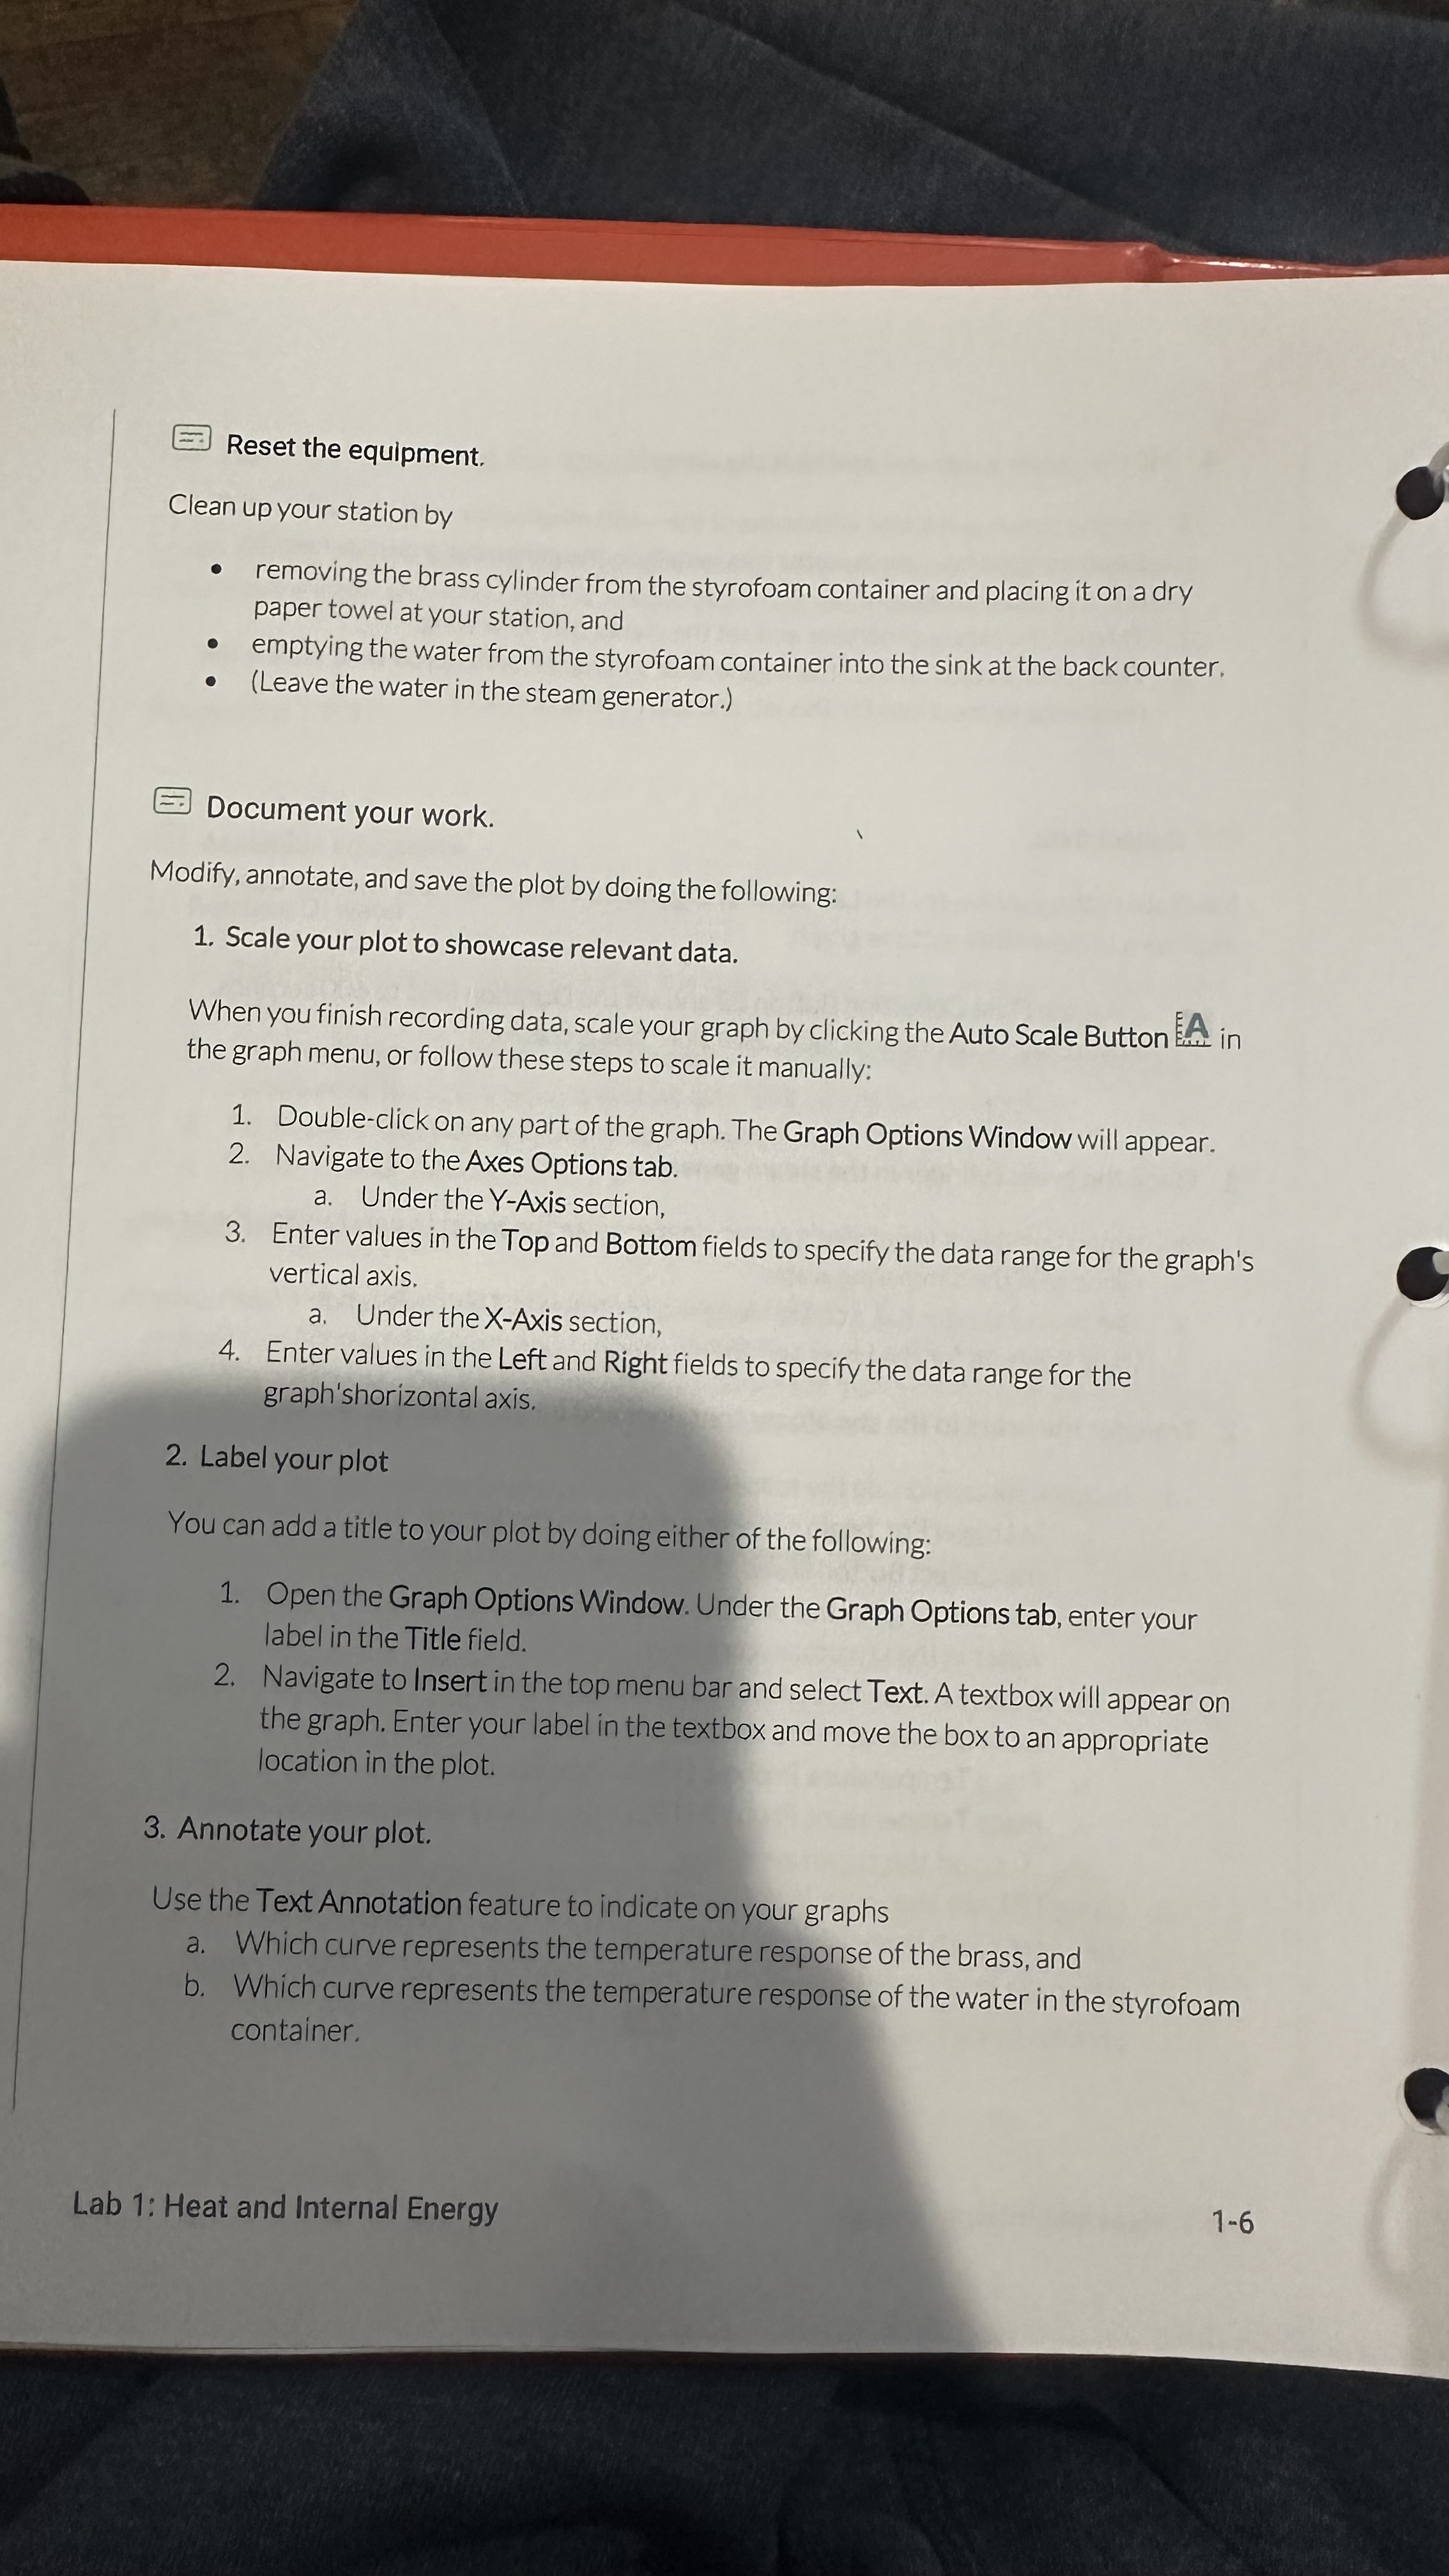 Reset the equipment.
Clean up your station by
• removing the brass cylinder from the styrofoam container and placing it on a dry
paper towel at your station, and
• emptying the water from the styrofoam container into the sink at the back counter.
• (Leave the water in the steam generator.)
Document your work.
Modify, annotate, and save the plot by doing the following:
1. Scale your plot to showcase relevant data.
When you finish recording data, scale your graph by clicking the Auto Scale Button A in
the graph menu, or follow these steps to scale it manually:
1. Double-click on any part of the graph. The Graph Options Window will appear.
2. Navigate to the Axes Options tab.
a. Under the Y-Axis section,
3. Enter values in the Top and Bottom fields to specify the data range for the graph's
vertical axis.
a. Under the X-Axis section,
4. Enter values in the Left and Right fields to specify the data range for the
graph'shorizontal axis.
2. Label your plot
You can add a title to your plot by doing either of the following:
1. Open the Graph Options Window. Under the Graph Options tab, enter your
label in the Title field.
2. Navigate to Insert in the top menu bar and select Text. A textbox will appear on
the graph. Enter your label in the textbox and move the box to an appropriate
location in the plot.
3. Annotate your plot.
Use the Text Annotation feature to indicate on your graphs
a. Which curve represents the temperature response of the brass, and
b. Which curve represents the temperature response of the water in the styrofoam
container.
Lab 1: Heat and Internal Energy
1-6